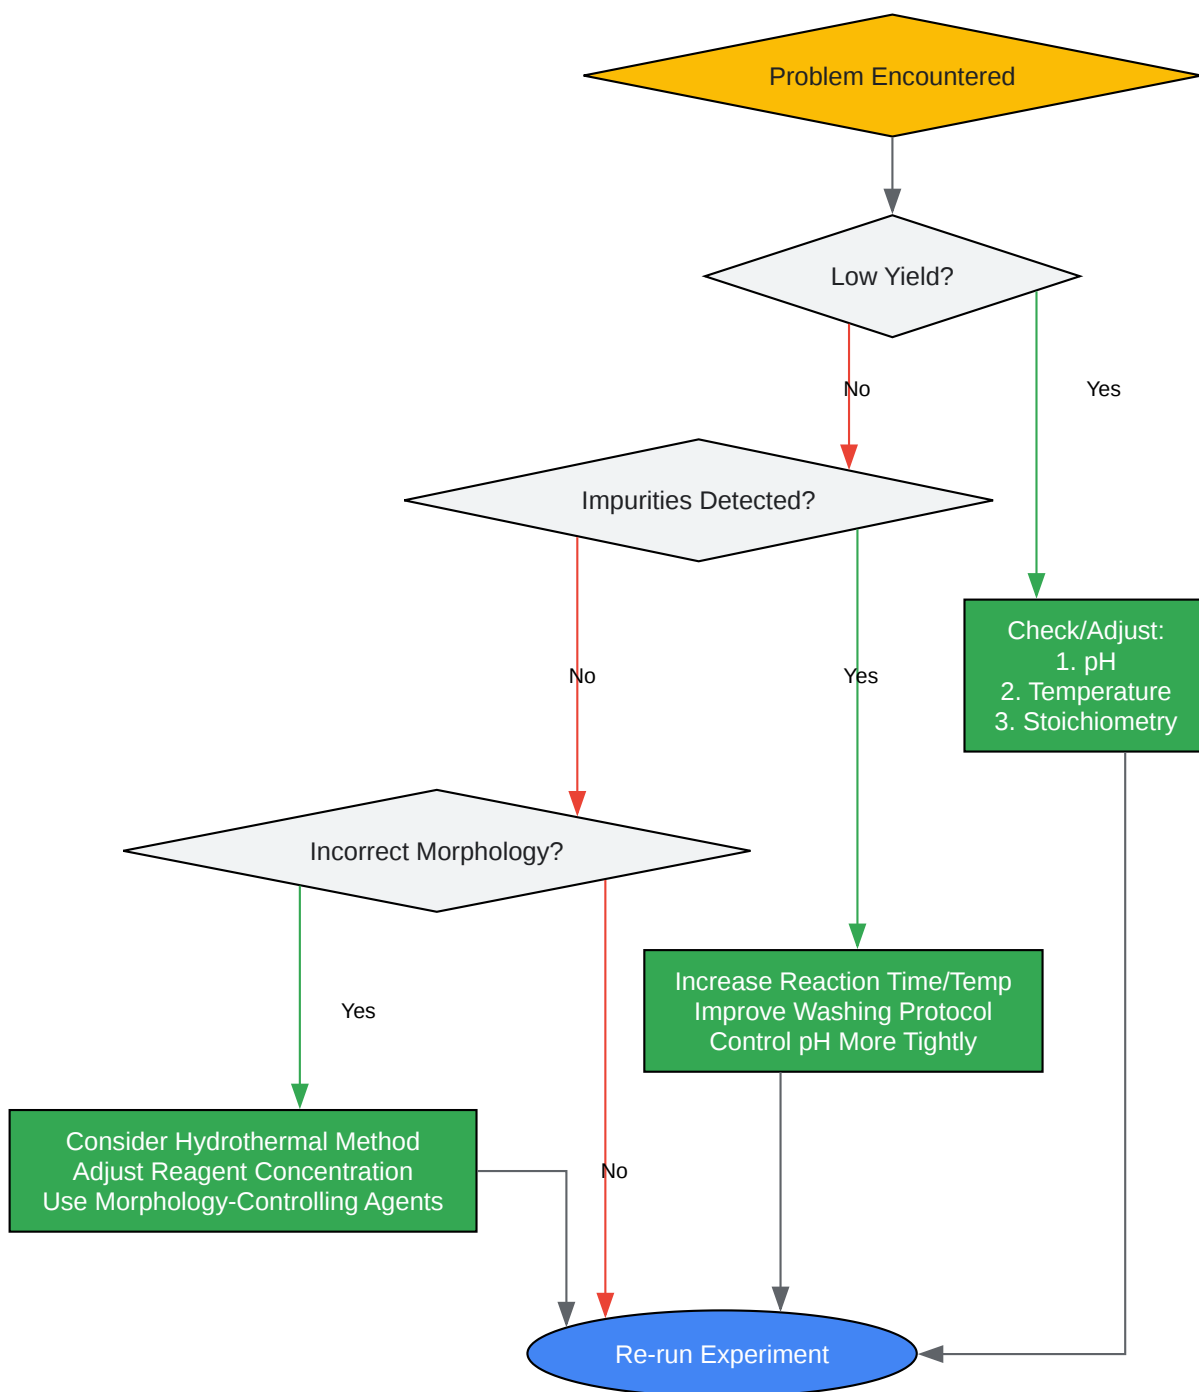 Problem Encountered
Low Yield?
No
Yes
Impurities Detected?
Check/Adjust:
1. pH
2. Temperature
3. Stoichiometry
No
Yes
Incorrect Morphology?
Increase Reaction Time/Temp
Improve Washing Protocol
Control pH More Tightly
Yes
Consider Hydrothermal Method
Adjust Reagent Concentration
Use Morphology-Controlling Agents
No
Re-run Experiment